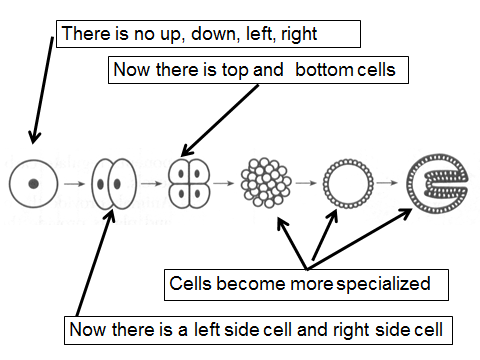 There is no up, down, left, right
Now there is top and bottom cells
Cells become more specialized
Now there is a left side cell and right side cell